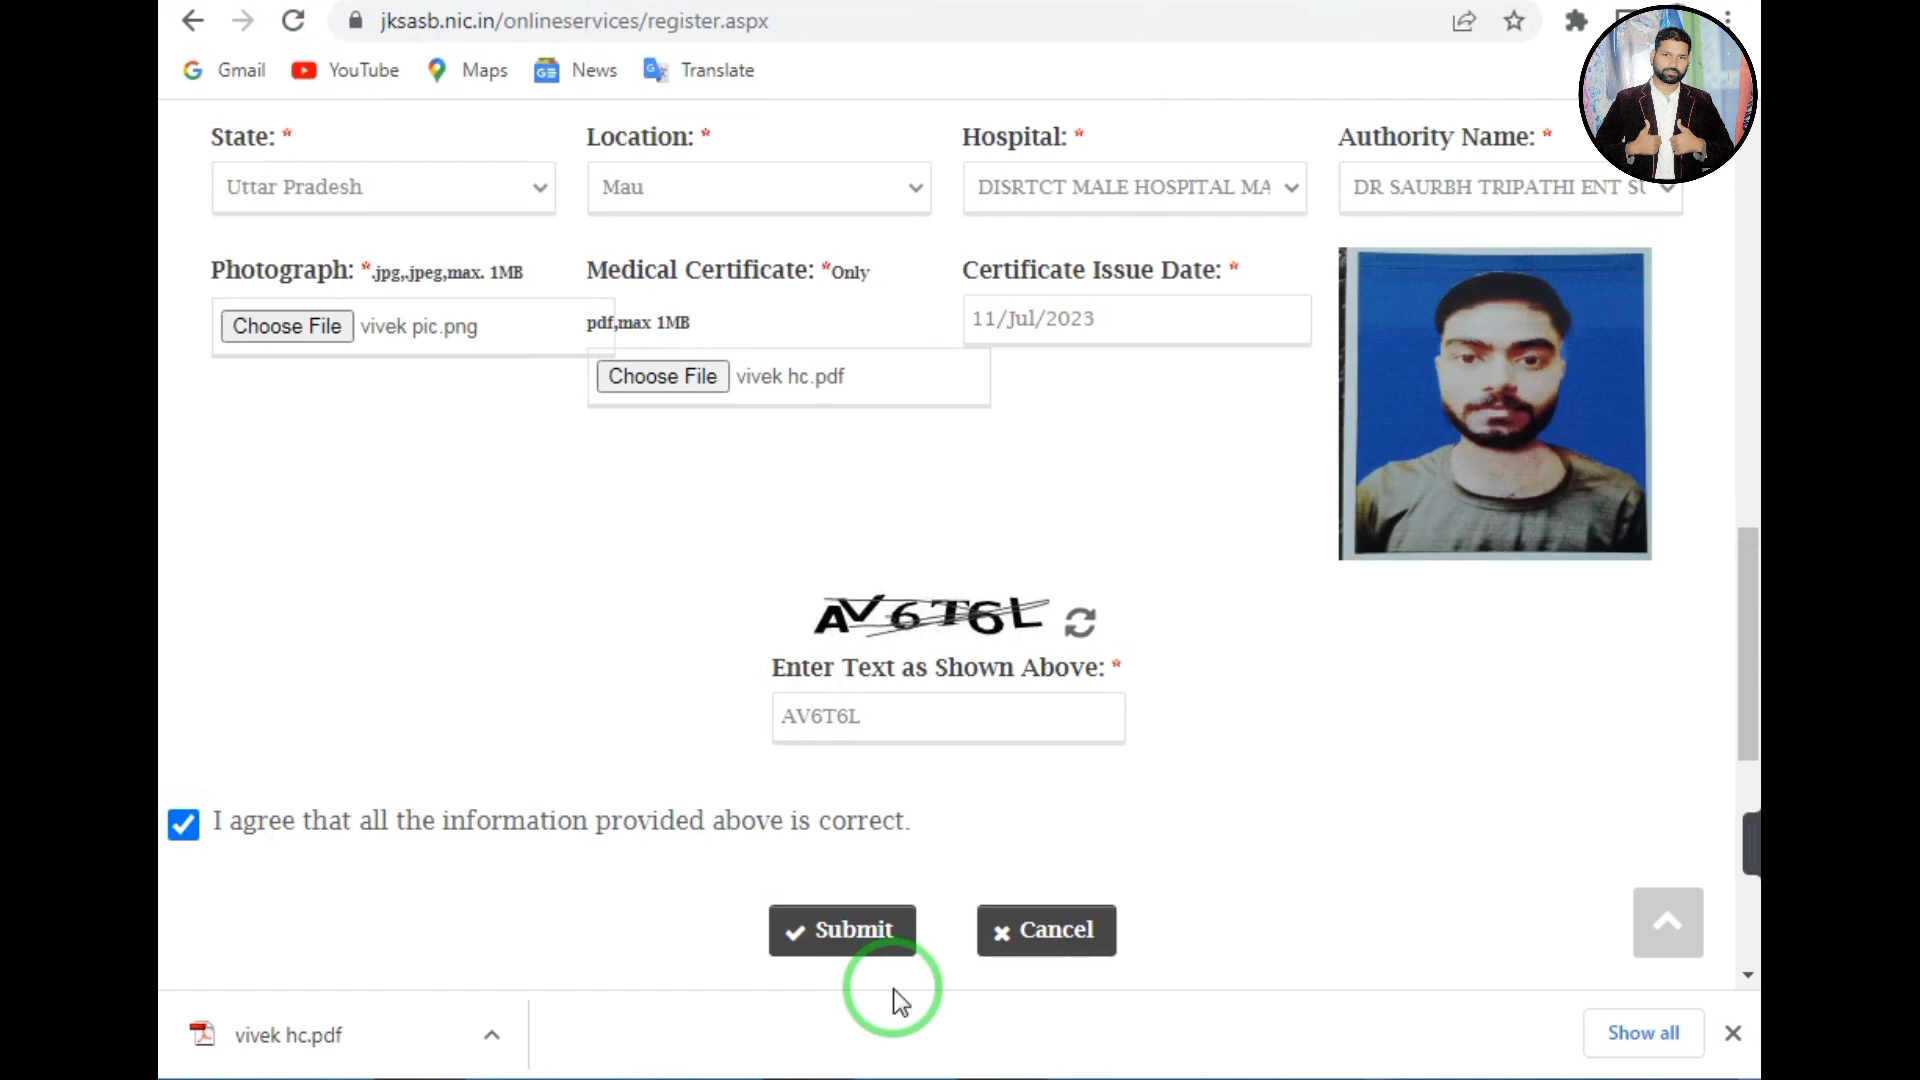 jksasb.nic.in/onlineservices/register.aspx
Gmail YouTube Maps News Translate
State: * Location: * Hospital: * Authority Name: *
Uttar Pradesh Mau DISRTCT MALE HOSPITAL MA DR SAURBH TRIPATHI ENT SU
Photograph: *.jpg,.jpeg,max. 1MB Medical Certificate: *Only Certificate Issue Date: *
pdf,max 1MB
11/Jul/2023
Choose File vivek pic.png
Choose File vivek hc.pdf
AV6T6L
Enter Text as Shown Above: *
AV6T6L
I agree that all the information provided above is correct.
Submit Cancel
vivek hc.pdf Show all